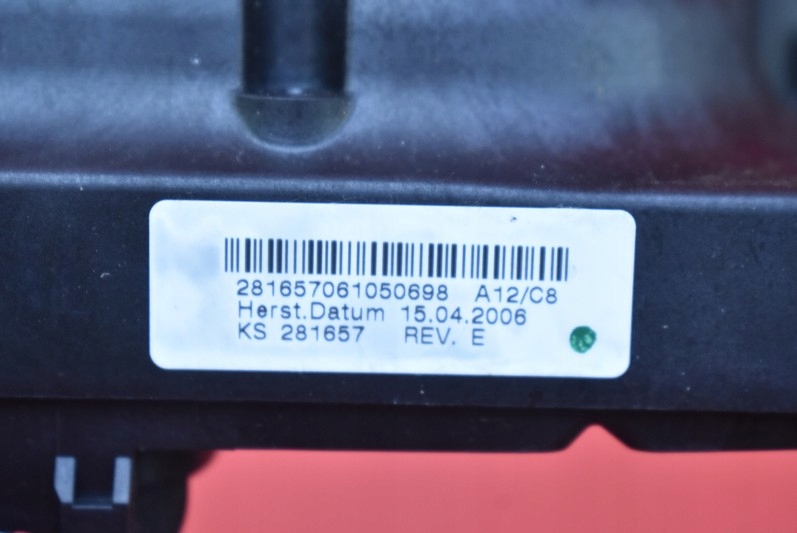 281657061050698 A12/C8
Herst.Datum 15.04.2006
KS 281657 REV. E